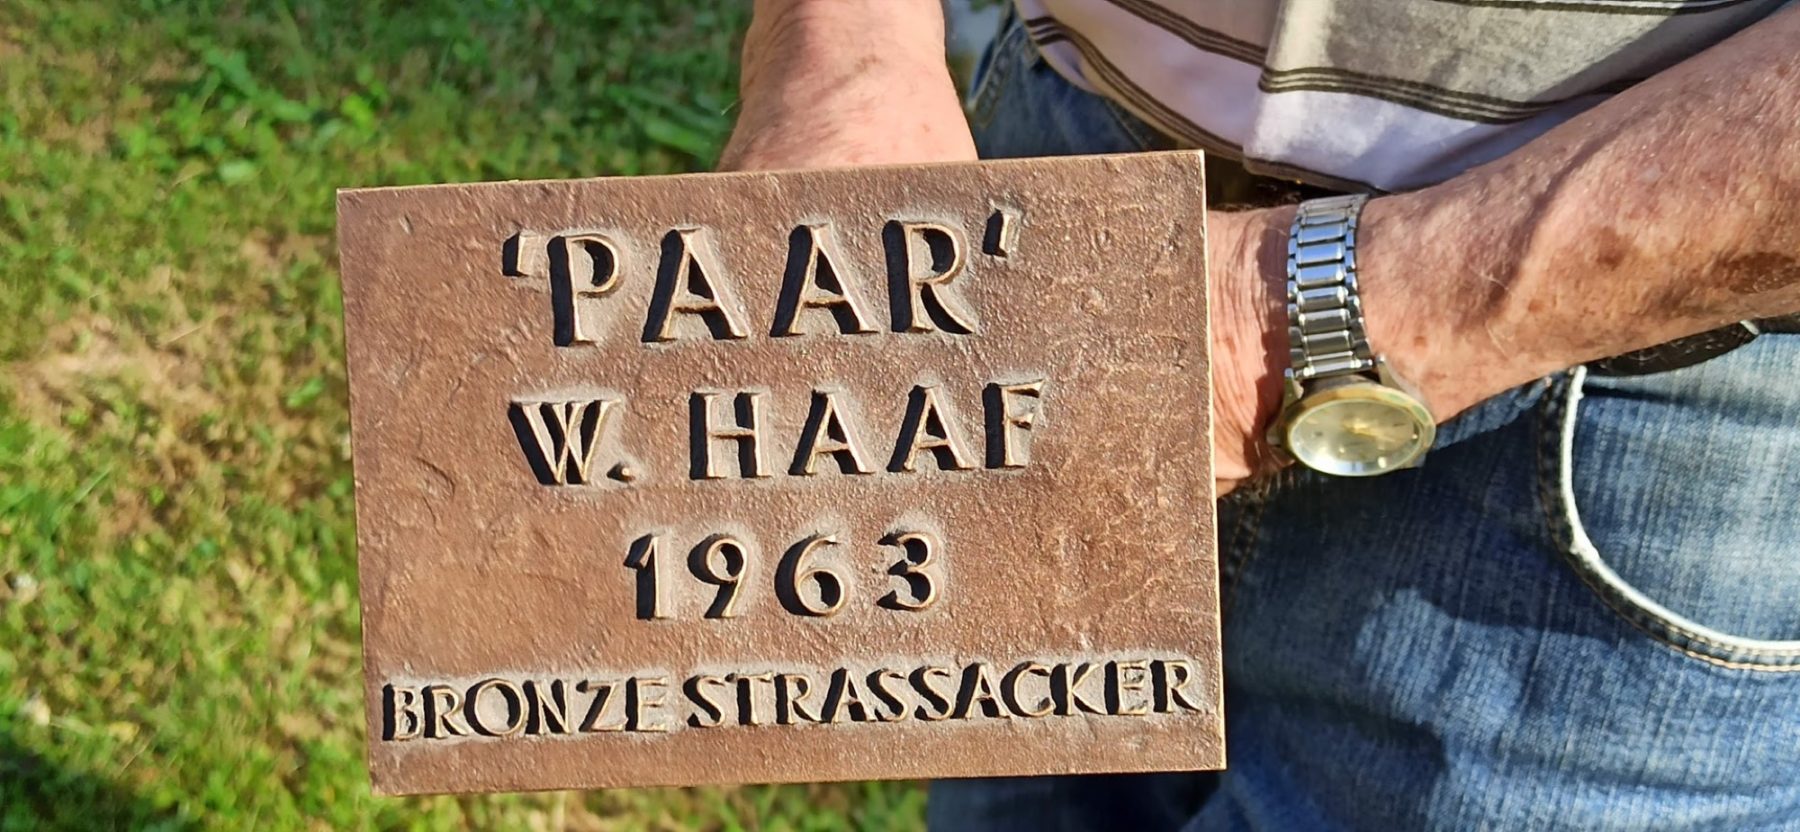 'PAAR'
W. HAAF
1963
BRONZE STRASSACKER